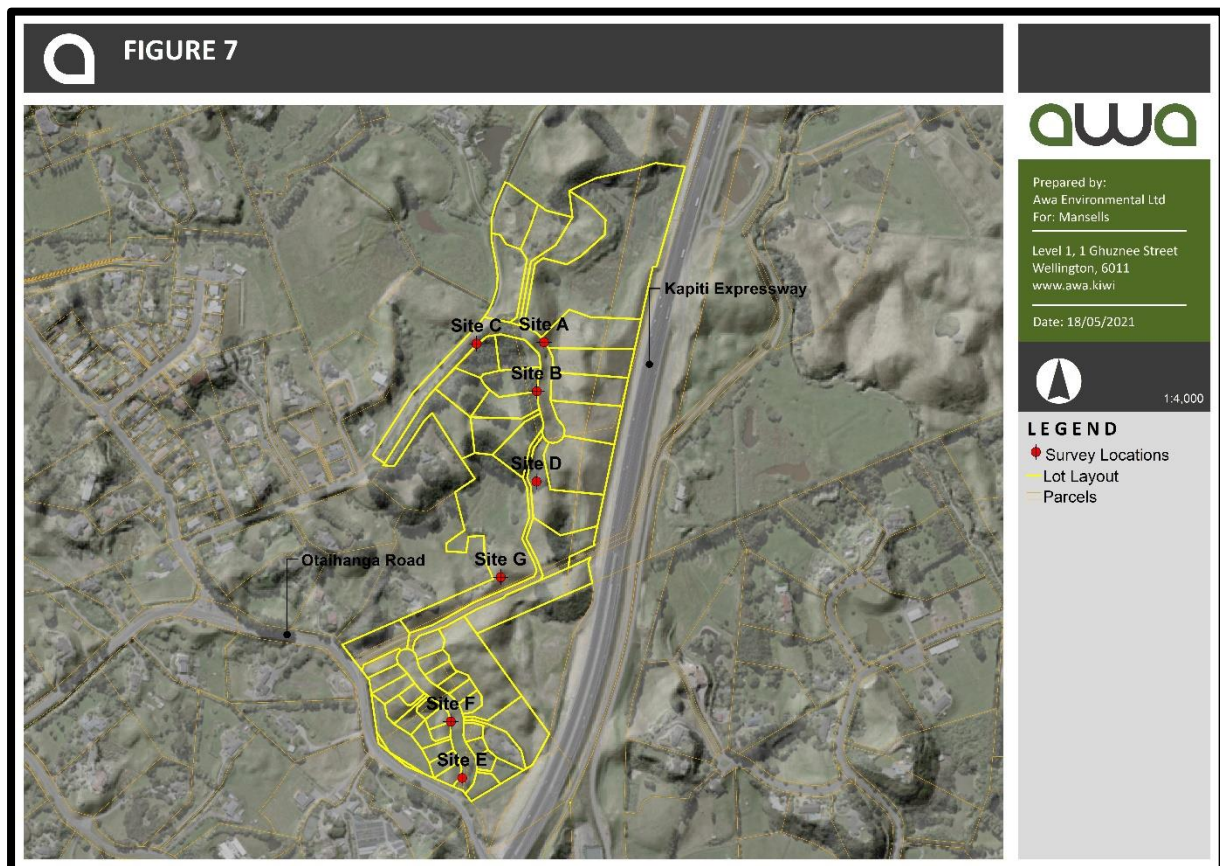 FIGURE 7
awa
Prepared by:
Awa Environmental Ltd
For: Mansells
Level 1, 1 Ghuznee Street
Wellington, 6011
www.awa.kiwi
Date: 18/05/2021
1:4,000
LEGEND
Survey Locations
Lot Layout
Parcels
Kapiti Expressway
Site C
Site A
Site B
Site D
Otaihanga Road
Site G
Site F
Site E